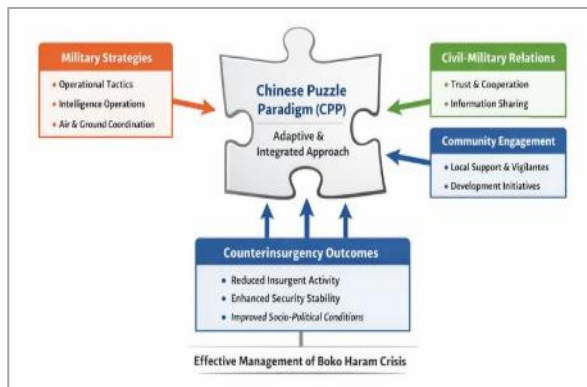 Military Strategies
• Operational Tactics
• Intelligence Operations
• Air & Ground Coordination
Chinese Puzzle
Paradigm (CPP)
Adaptive &
Integrated Approach
Civil-Military Relations
• Trust & Cooperation
• Information Sharing
Community Engagement
• Local Support & Vigilantes
• Development Initiatives
Counterinsurgency Outcomes
• Reduced Insurgent Activity
• Enhanced Security Stability
• Improved Socio-Political Conditions
Effective Management of Boko Haram Crisis